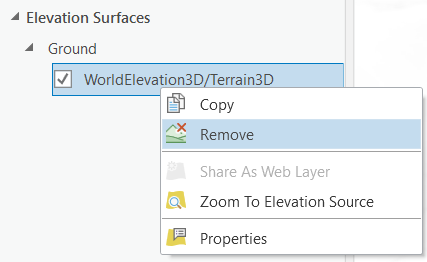 Elevation Surfaces
Ground
WorldElevation3D/Terrain3D
Copy
Remove
Share As Web Layer
Zoom To Elevation Source
Properties